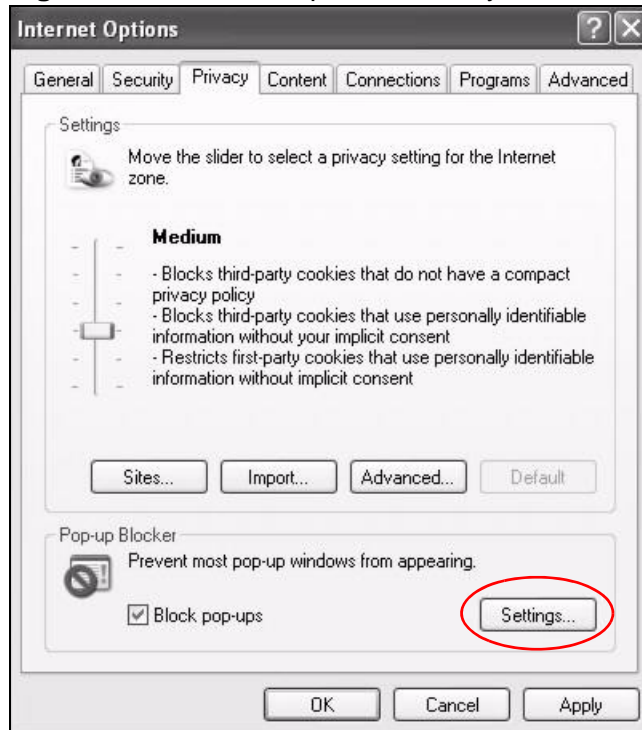 Internet Options
General Security Privacy Content Connections Programs Advanced
Settings
Move the slider to select a privacy setting for the Internet
zone.
Medium
- Blocks third-party cookies that do not have a compact
privacy policy
- Blocks third-party cookies that use personally identifiable
information without your implicit consent
- Restricts first-party cookies that use personally identifiable
information without implicit consent
Sites... Import... Advanced... Default
Pop-up Blocker
Prevent most pop-up windows from appearing.
Block pop-ups Settings...
OK Cancel Apply